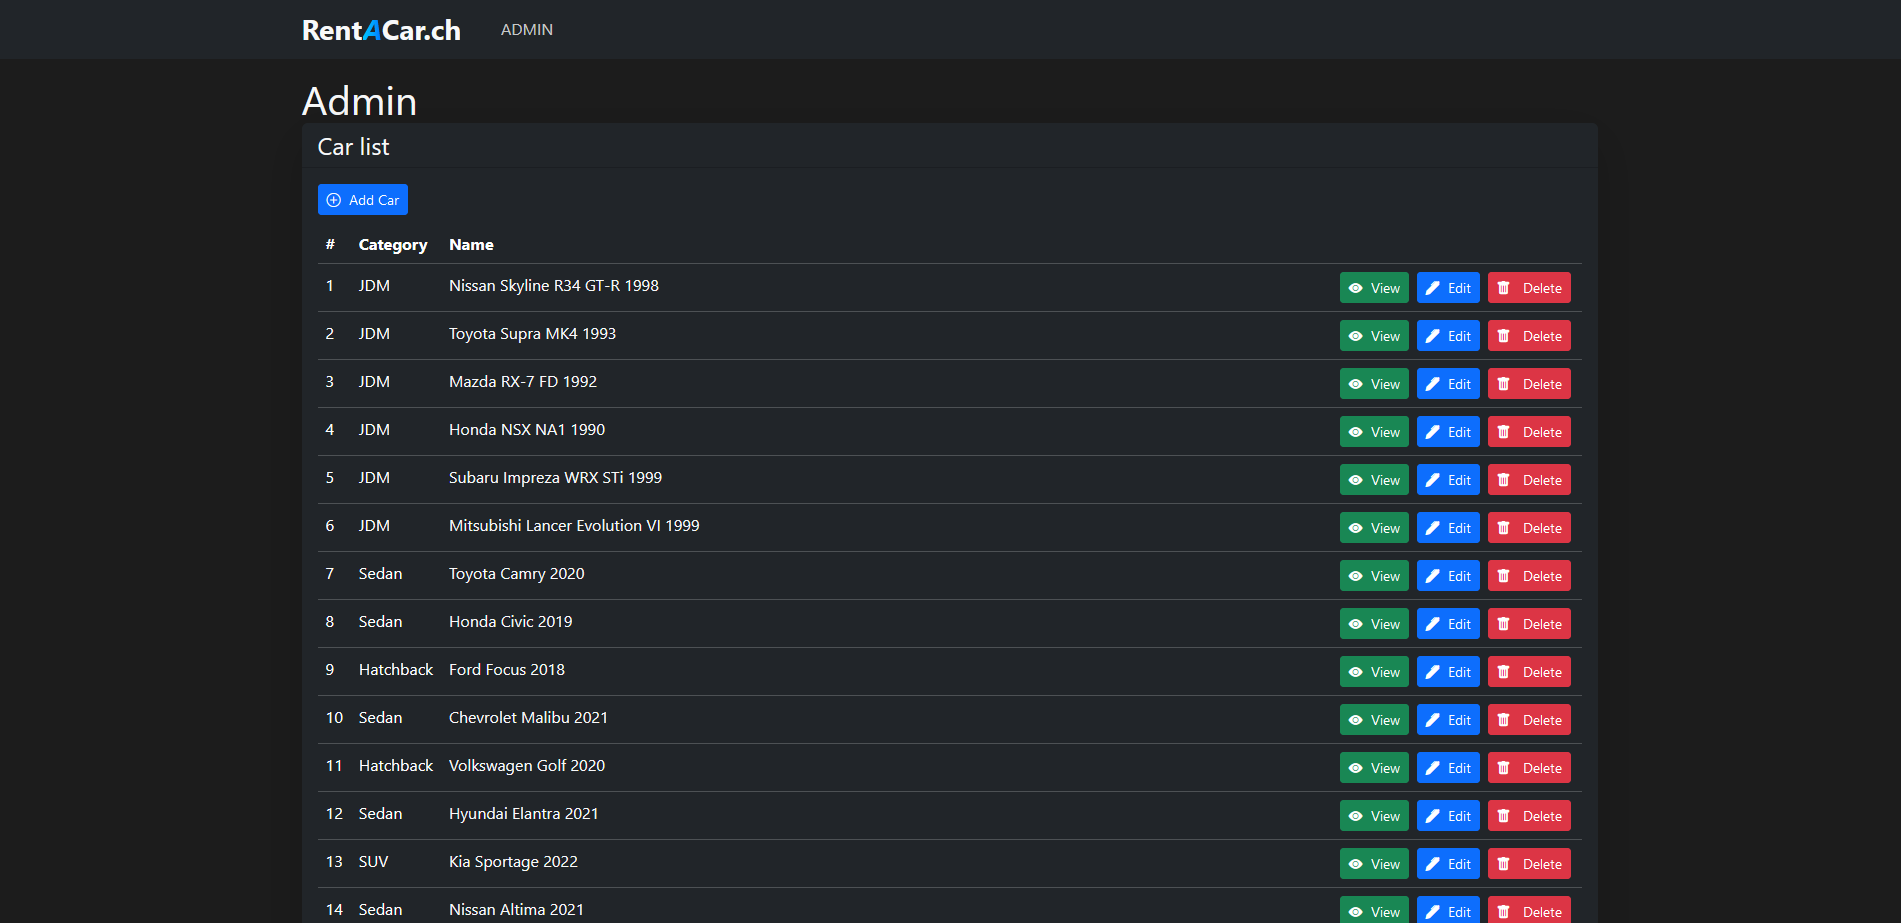 RentACar.ch ADMIN
Admin
Car list
Add Car
# Category Name
1 JDM Nissan Skyline R34 GT-R 1998 View Edit Delete
2 JDM Toyota Supra MK4 1993 View Edit Delete
3 JDM Mazda RX-7 FD 1992 View Edit Delete
4 JDM Honda NSX NA1 1990 View Edit Delete
5 JDM Subaru Impreza WRX STi 1999 View Edit Delete
6 JDM Mitsubishi Lancer Evolution VI 1999 View Edit Delete
7 Sedan Toyota Camry 2020 View Edit Delete
8 Sedan Honda Civic 2019 View Edit Delete
9 Hatchback Ford Focus 2018 View Edit Delete
10 Sedan Chevrolet Malibu 2021 View Edit Delete
11 Hatchback Volkswagen Golf 2020 View Edit Delete
12 Sedan Hyundai Elantra 2021 View Edit Delete
13 SUV Kia Sportage 2022 View Edit Delete
14 Sedan Nissan Altima 2021 View Edit Delete